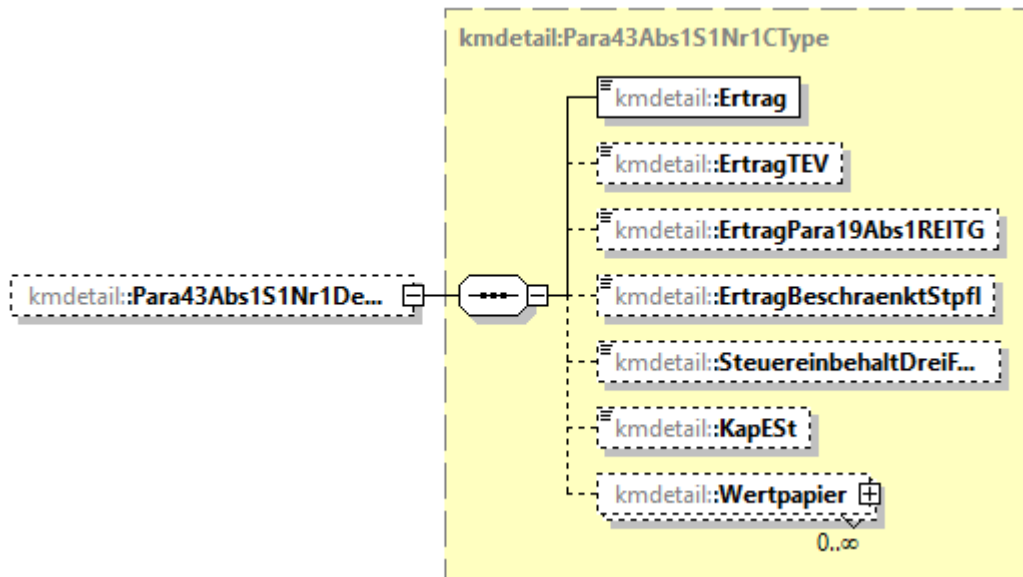 kmdetail:Para43Abs1S1Nr1CType
kmdetail::Ertrag
kmdetail::ErtragTEV
kmdetail::ErtragPara19Abs1REITG
kmdetail::Para43Abs1S1Nr1De...
kmdetail::ErtragBeschraenktStpfl
kmdetail::SteuereinbehaltDreiF...
kmdetail::KapESt
kmdetail::Wertpapier
0..∞